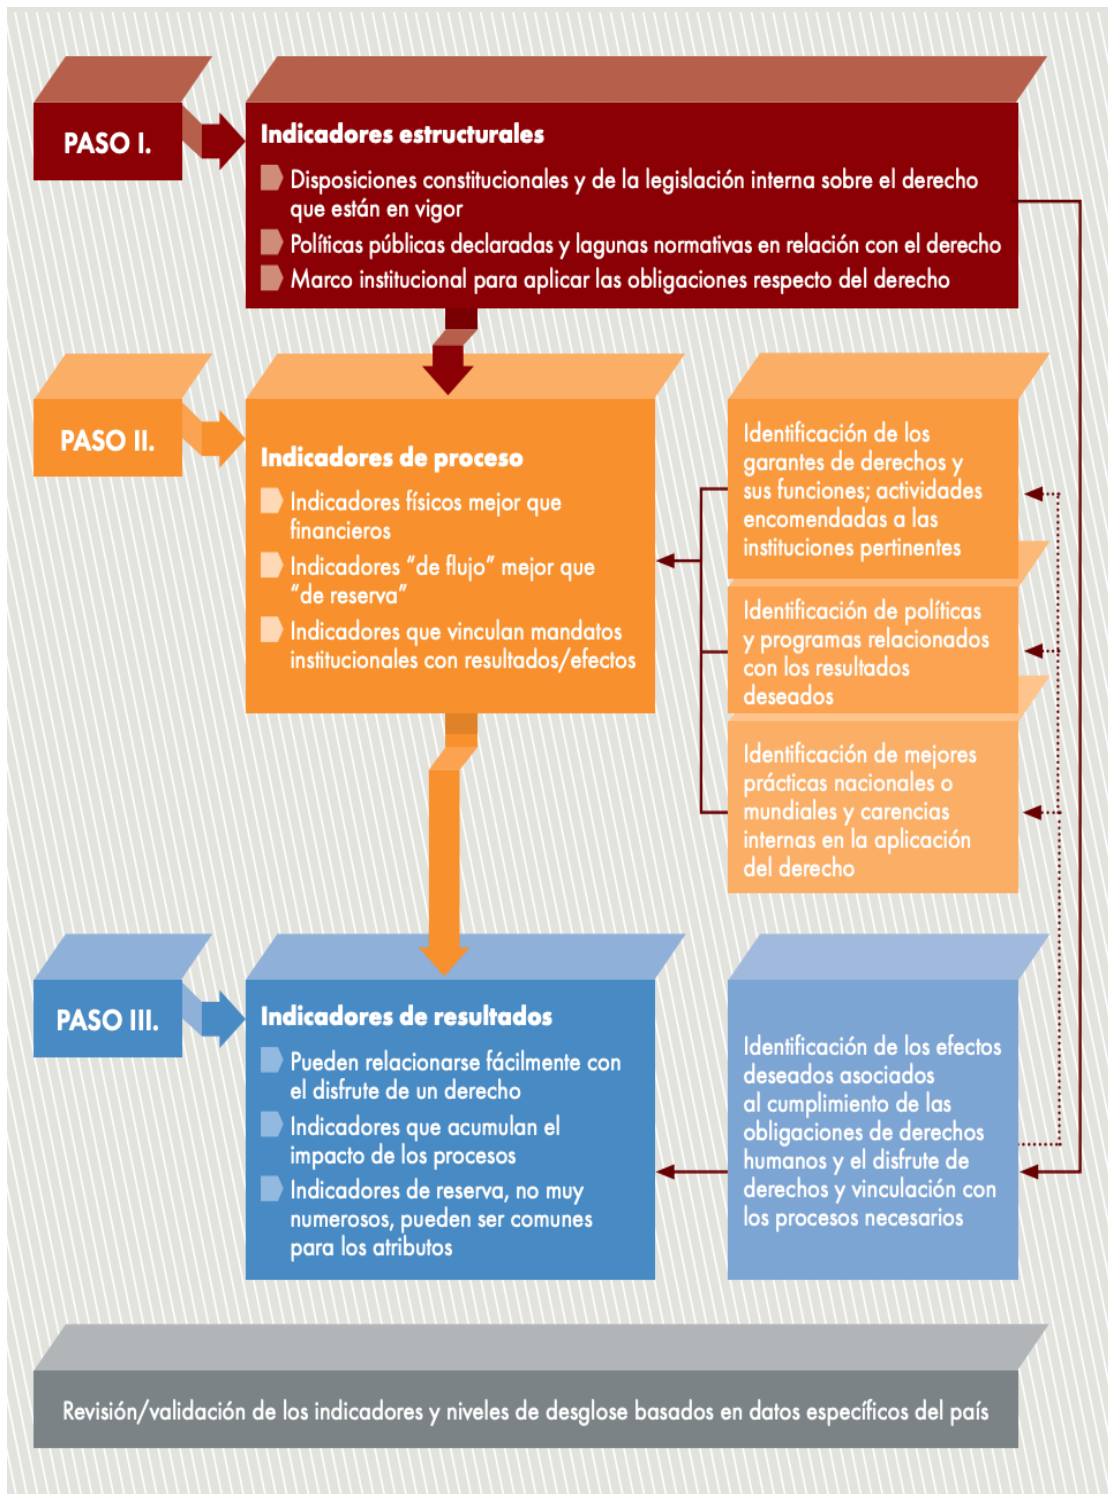 PASO I.
Indicadores estructurales
Disposiciones constitucionales y de la legislación interna sobre el derecho
que están en vigor
Políticas públicas declaradas y lagunas normativas en relación con el derecho
Marco institucional para aplicar las obligaciones respecto del derecho
PASO II.
Indicadores de proceso
Indicadores físicos mejor que
financieros
Indicadores “de flujo” mejor que
“de reserva”
Indicadores que vinculan mandatos
institucionales con resultados/efectos
Identificación de los
garantes de derechos y
sus funciones; actividades
encomendadas a las
instituciones pertinentes
Identificación de políticas
y programas relacionados
con los resultados
deseados
Identificación de mejores
prácticas nacionales o
mundiales y carencias
internas en la aplicación
del derecho
PASO III.
Indicadores de resultados
Pueden relacionarse fácilmente con
el disfrute de un derecho
Indicadores que acumulan el
impacto de los procesos
Indicadores de reserva, no muy
numerosos, pueden ser comunes
para los atributos
Identificación de los efectos
deseados asociados
al cumplimiento de las
obligaciones de derechos
humanos y el disfrute de
derechos y vinculación con
los procesos necesarios
Revisión/validación de los indicadores y niveles de desglose basados en datos específicos del país